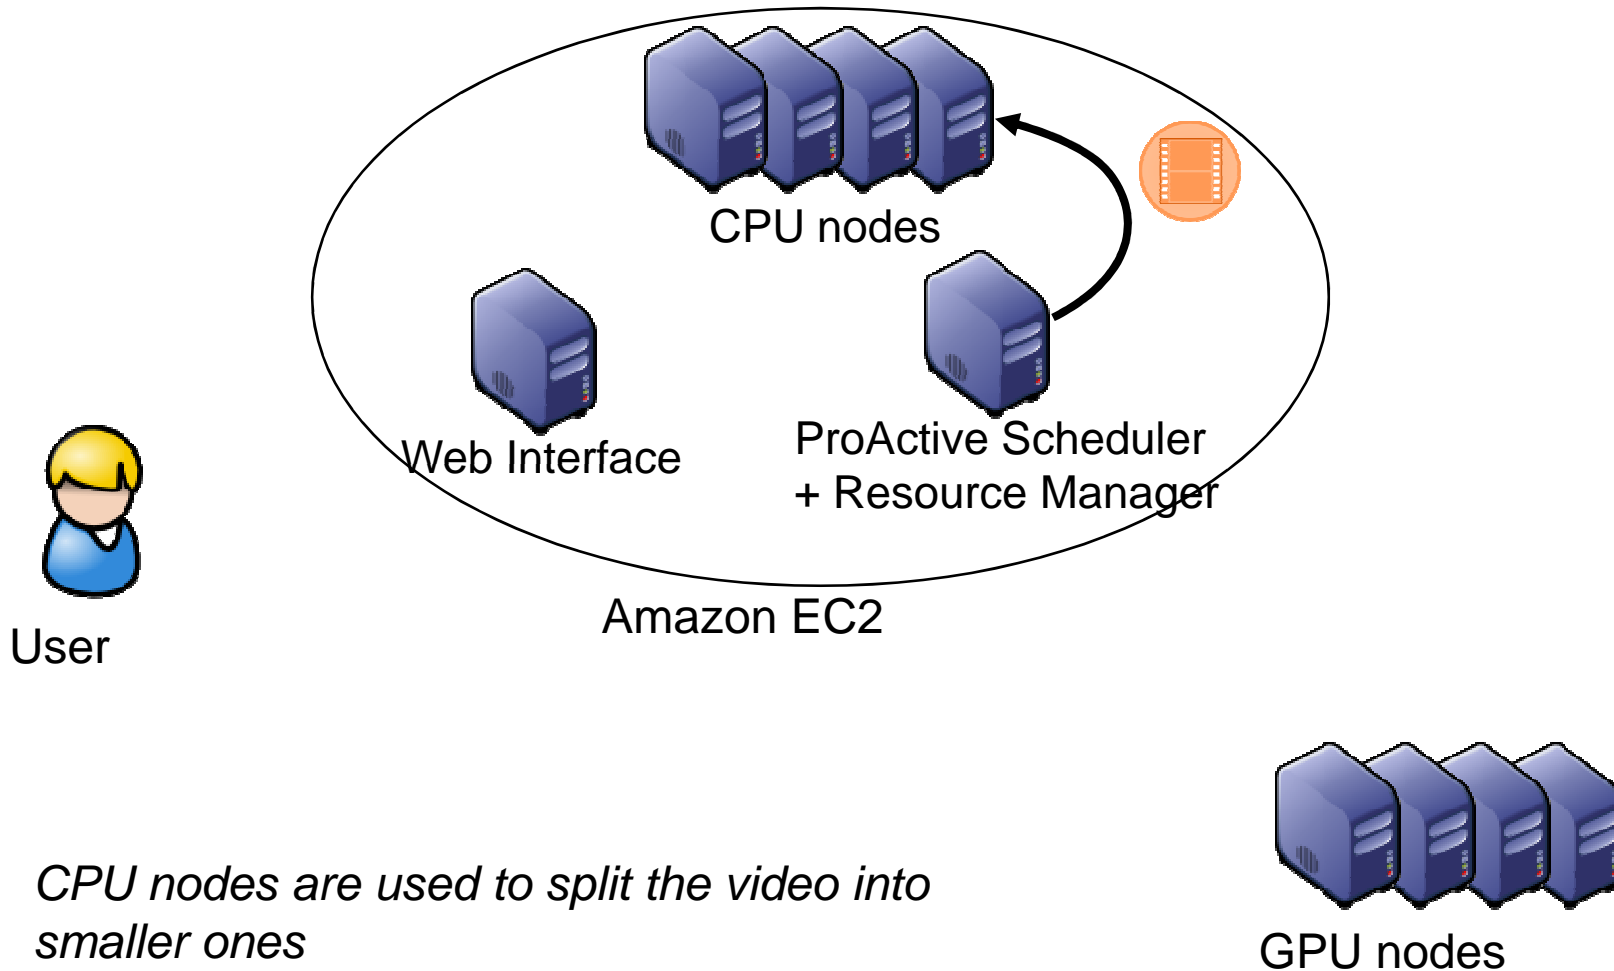 CPU nodes
Web Interface
ProActive Scheduler
+ Resource Manager
Amazon EC2
User
CPU nodes are used to split the video into
smaller ones
GPU nodes